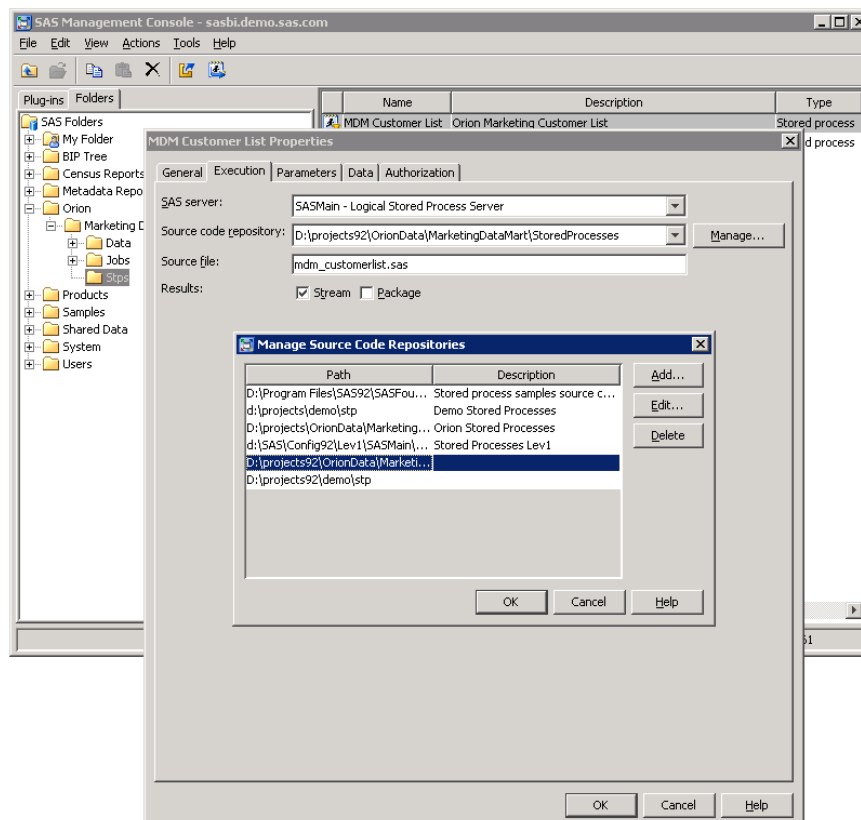 SAS Management Console - sasbi.demo.sas.com
File Edit View Actions Tools Help
Plug-ins Folders
Name Description Type
SAS Folders
MDM Customer List Orion Marketing Customer List Stored process
My Folder
d process
BIP Tree
Census Reports
Metadata Repo
Orion
Marketing D
Data
Jobs
Stps
Products
Samples
Shared Data
System
Users
MDM Customer List Properties
General Execution Parameters Data Authorization
SAS server: SASMain - Logical Stored Process Server
Source code repository: D:\projects92\OrionData\MarketingDataMart\StoredProcesses Manage...
Source file: mdm_customerlist.sas
Results: Stream Package
Manage Source Code Repositories
Path Description
D:\Program Files\SAS92\SASFou... Stored process samples source c...
d:\projects\demo\stp Demo Stored Processes
D:\projects\OrionData\Marketing... Orion Stored Processes
d:\SAS\Config92\Lev1\SASMain\... Stored Processes Lev1
D:\projects92\OrionData\Marketi...
D:\projects92\demo\stp
Add...
Edit...
Delete
OK Cancel Help
51
OK Cancel Help